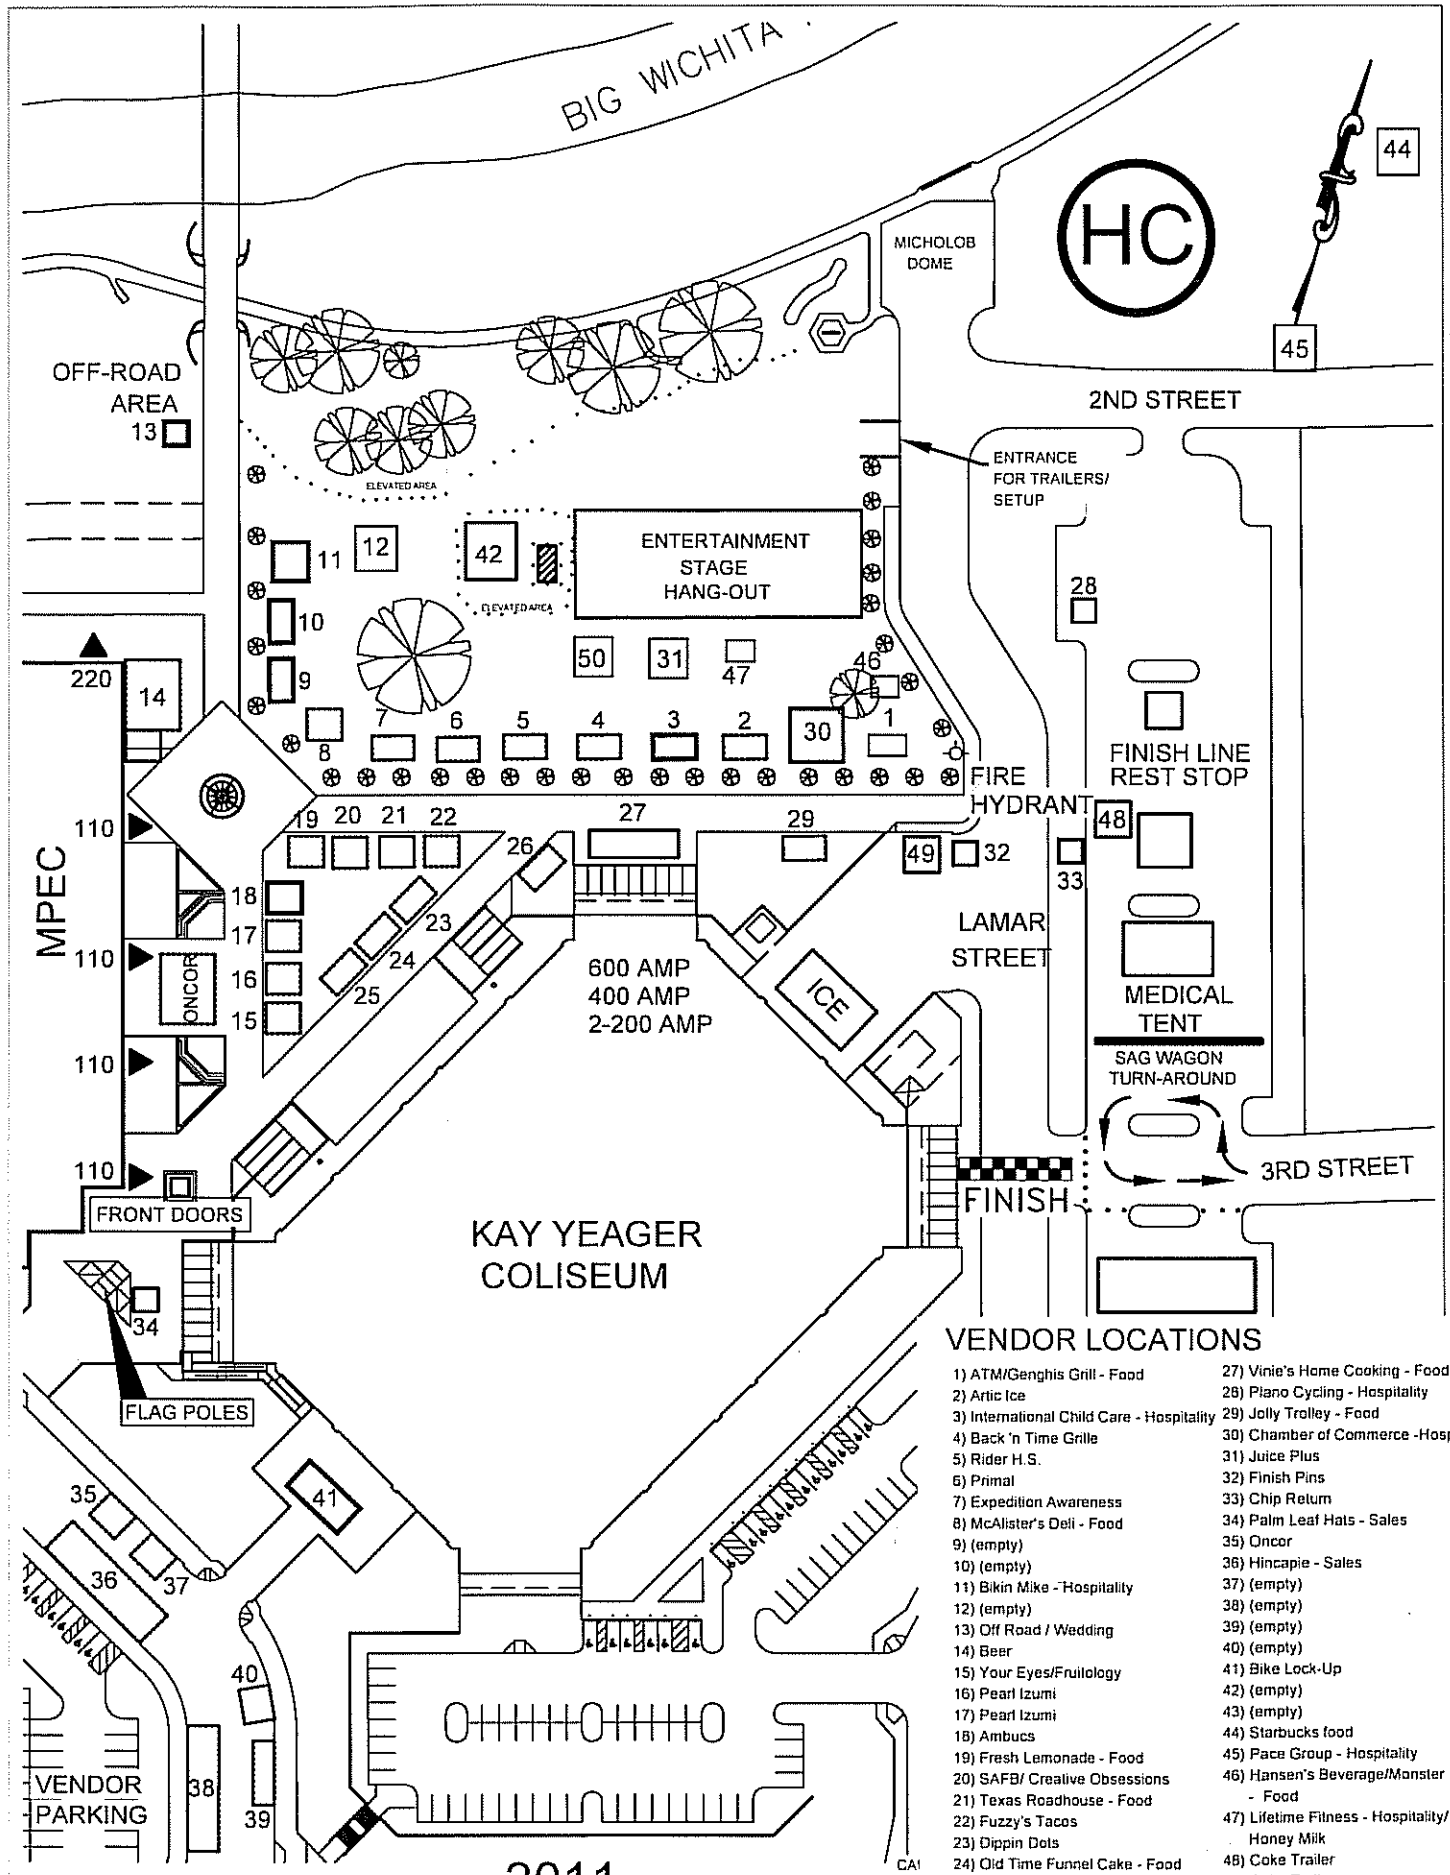 BIG WICHITA
44
HC
MICHOLOB
DOME
45
OFF-ROAD
AREA
13
2ND STREET
ENTRANCE
FOR TRAILERS/
SETUP
ELEVATED AREA
11
12
42
ENTERTAINMENT
STAGE
HANG-OUT
ELEVATED AREA
28
10
9
50
31
47
46
220
14
8
7
6
5
4
3
2
30
1
FINISH LINE
REST STOP
FIRE
HYDRANT
110
19
20
21
22
26
27
29
49
32
33
48
MPEC
18
17
16
15
23
24
25
110
ONCOR
LAMAR
STREET
600 AMP
400 AMP
2-200 AMP
ICE
MEDICAL
TENT
110
SAG WAGON
TURN-AROUND
110
FRONT DOORS
3RD STREET
FINISH
KAY YEAGER
COLISEUM
34
FLAG POLES
35
36
37
41
40
38
39
VENDOR
PARKING
VENDOR LOCATIONS
1) ATM/Genghis Grill - Food
2) Artic Ice
3) International Child Care - Hospitality
4) Back 'n Time Grille
5) Rider H.S.
6) Primal
7) Expedition Awareness
8) McAlister's Deli - Food
9) (empty)
10) (empty)
11) Bikin Mike - Hospitality
12) (empty)
13) Off Road / Wedding
14) Beer
15) Your Eyes/Fruitology
16) Pearl Izumi
17) Pearl Izumi
18) Ambucs
19) Fresh Lemonade - Food
20) SAFB/ Creative Obsessions
21) Texas Roadhouse - Food
22) Fuzzy's Tacos
23) Dippin Dots
24) Old Time Funnel Cake - Food
27) Vinie's Home Cooking - Food
28) Plano Cycling - Hospitality
29) Jolly Trolley - Food
30) Chamber of Commerce -Hosp
31) Juice Plus
32) Finish Pins
33) Chip Return
34) Palm Leaf Hats - Sales
35) Oncor
36) Hincapie - Sales
37) (empty)
38) (empty)
39) (empty)
40) (empty)
41) Bike Lock-Up
42) (empty)
43) (empty)
44) Starbucks food
45) Pace Group - Hospitality
46) Hansen's Beverage/Monster
- Food
47) Lifetime Fitness - Hospitality/
Honey Milk
48) Coke Trailer
2011